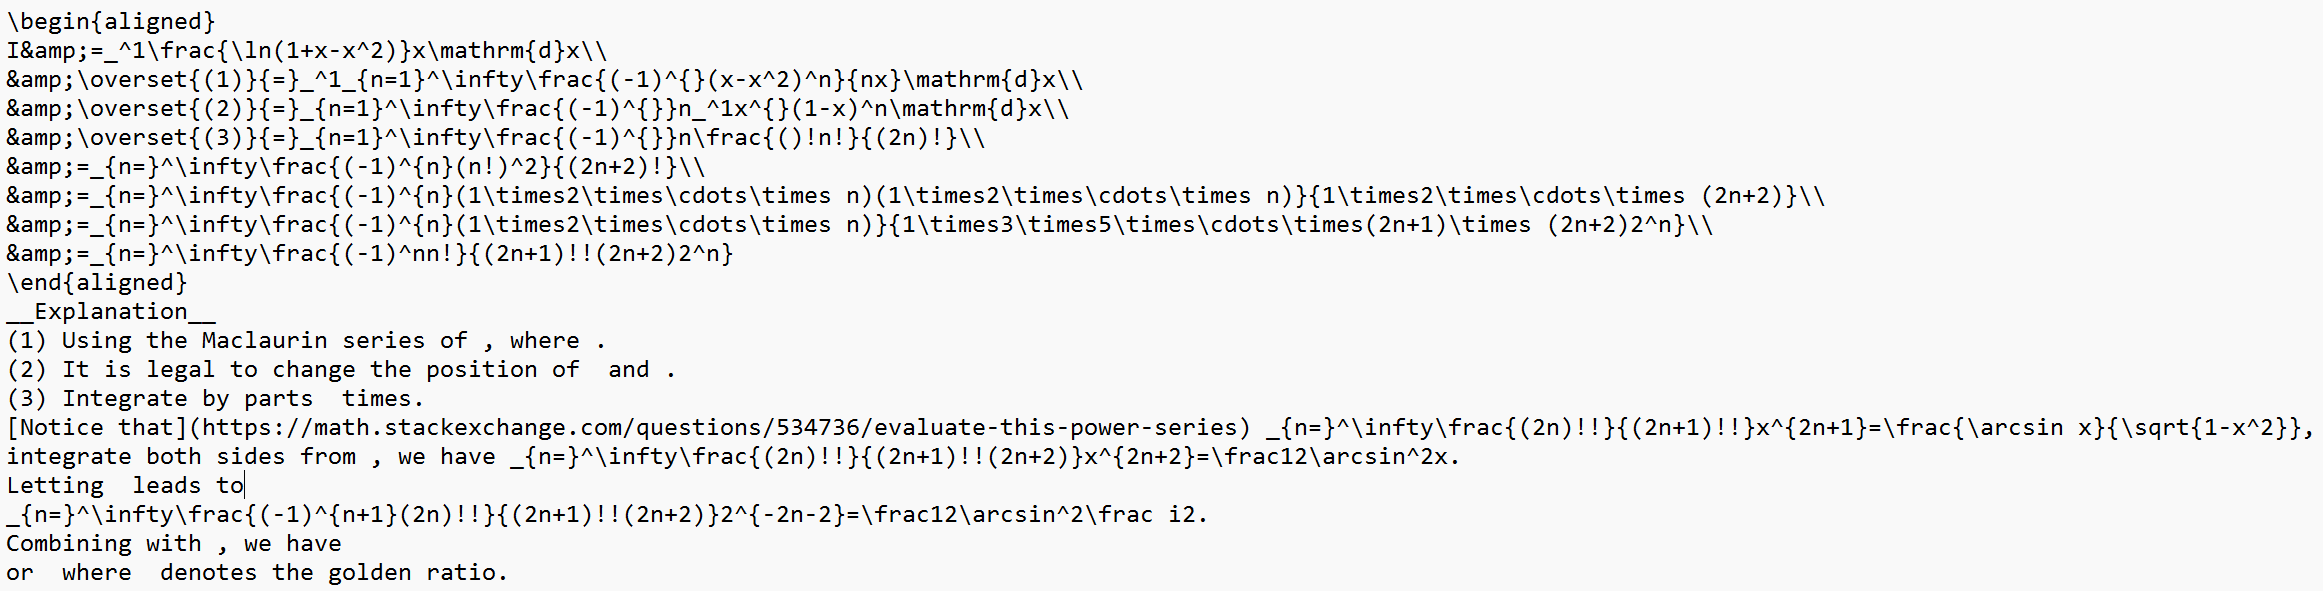 \begin{aligned}
I&amp;=_^1\frac{\ln(1+x-x^2)}x\mathrm{d}x\\
&amp;\overset{(1)}{=}_^1_{n=1}^\infty\frac{(-1)^{}(x-x^2)^n}{nx}\mathrm{d}x\\
&amp;\overset{(2)}{=}_{n=1}^\infty\frac{(-1)^{}}n_^1x^{}(1-x)^n\mathrm{d}x\\
&amp;\overset{(3)}{=}_{n=1}^\infty\frac{(-1)^{}}n\frac{()!n!}{(2n)!}\\
&amp;=_{n=}^\infty\frac{(-1)^{n}(n!)^2}{(2n+2)!}\\
&amp;=_{n=}^\infty\frac{(-1)^{n}(1\times2\times\cdots\times n)(1\times2\times\cdots\times n)}{1\times2\times\cdots\times (2n+2)}\\
&amp;=_{n=}^\infty\frac{(-1)^{n}(1\times2\times\cdots\times n)}{1\times3\times5\times\cdots\times(2n+1)\times (2n+2)2^n}\\
&amp;=_{n=}^\infty\frac{(-1)^nn!}{(2n+1)!!(2n+2)2^n}
\end{aligned}
__Explanation__
(1) Using the Maclaurin series of , where .
(2) It is legal to change the position of  and .
(3) Integrate by parts  times.
[Notice that](https://math.stackexchange.com/questions/534736/evaluate-this-power-series) _{n=}^\infty\frac{(2n)!!}{(2n+1)!!}x^{2n+1}=\frac{\arcsin x}{\sqrt{1-x^2}},
integrate both sides from , we have _{n=}^\infty\frac{(2n)!!}{(2n+1)!!(2n+2)}x^{2n+2}=\frac12\arcsin^2x.
Letting  leads to
_{n=}^\infty\frac{(-1)^{n+1}(2n)!!}{(2n+1)!!(2n+2)}2^{-2n-2}=\frac12\arcsin^2\frac i2.
Combining with , we have
or  where  denotes the golden ratio.